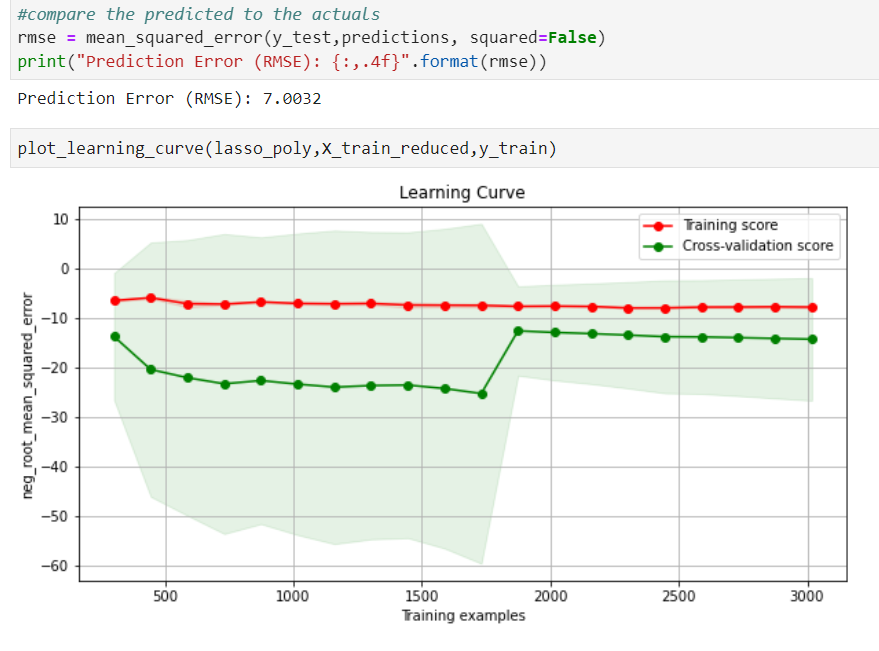 #compare the predicted to the actuals
rmse = mean_squared_error(y_test,predictions, squared=False)
print("Prediction Error (RMSE): {:,.4f}".format(rmse))
Prediction Error (RMSE): 7.0032
plot_learning_curve(lasso_poly,X_train_reduced,y_train)
Learning Curve
Training score
Cross-validation score
neg_root_mean_squared_error
10
0
−10
−20
−30
−40
−50
−60
500 1000 1500 2000 2500 3000
Training examples